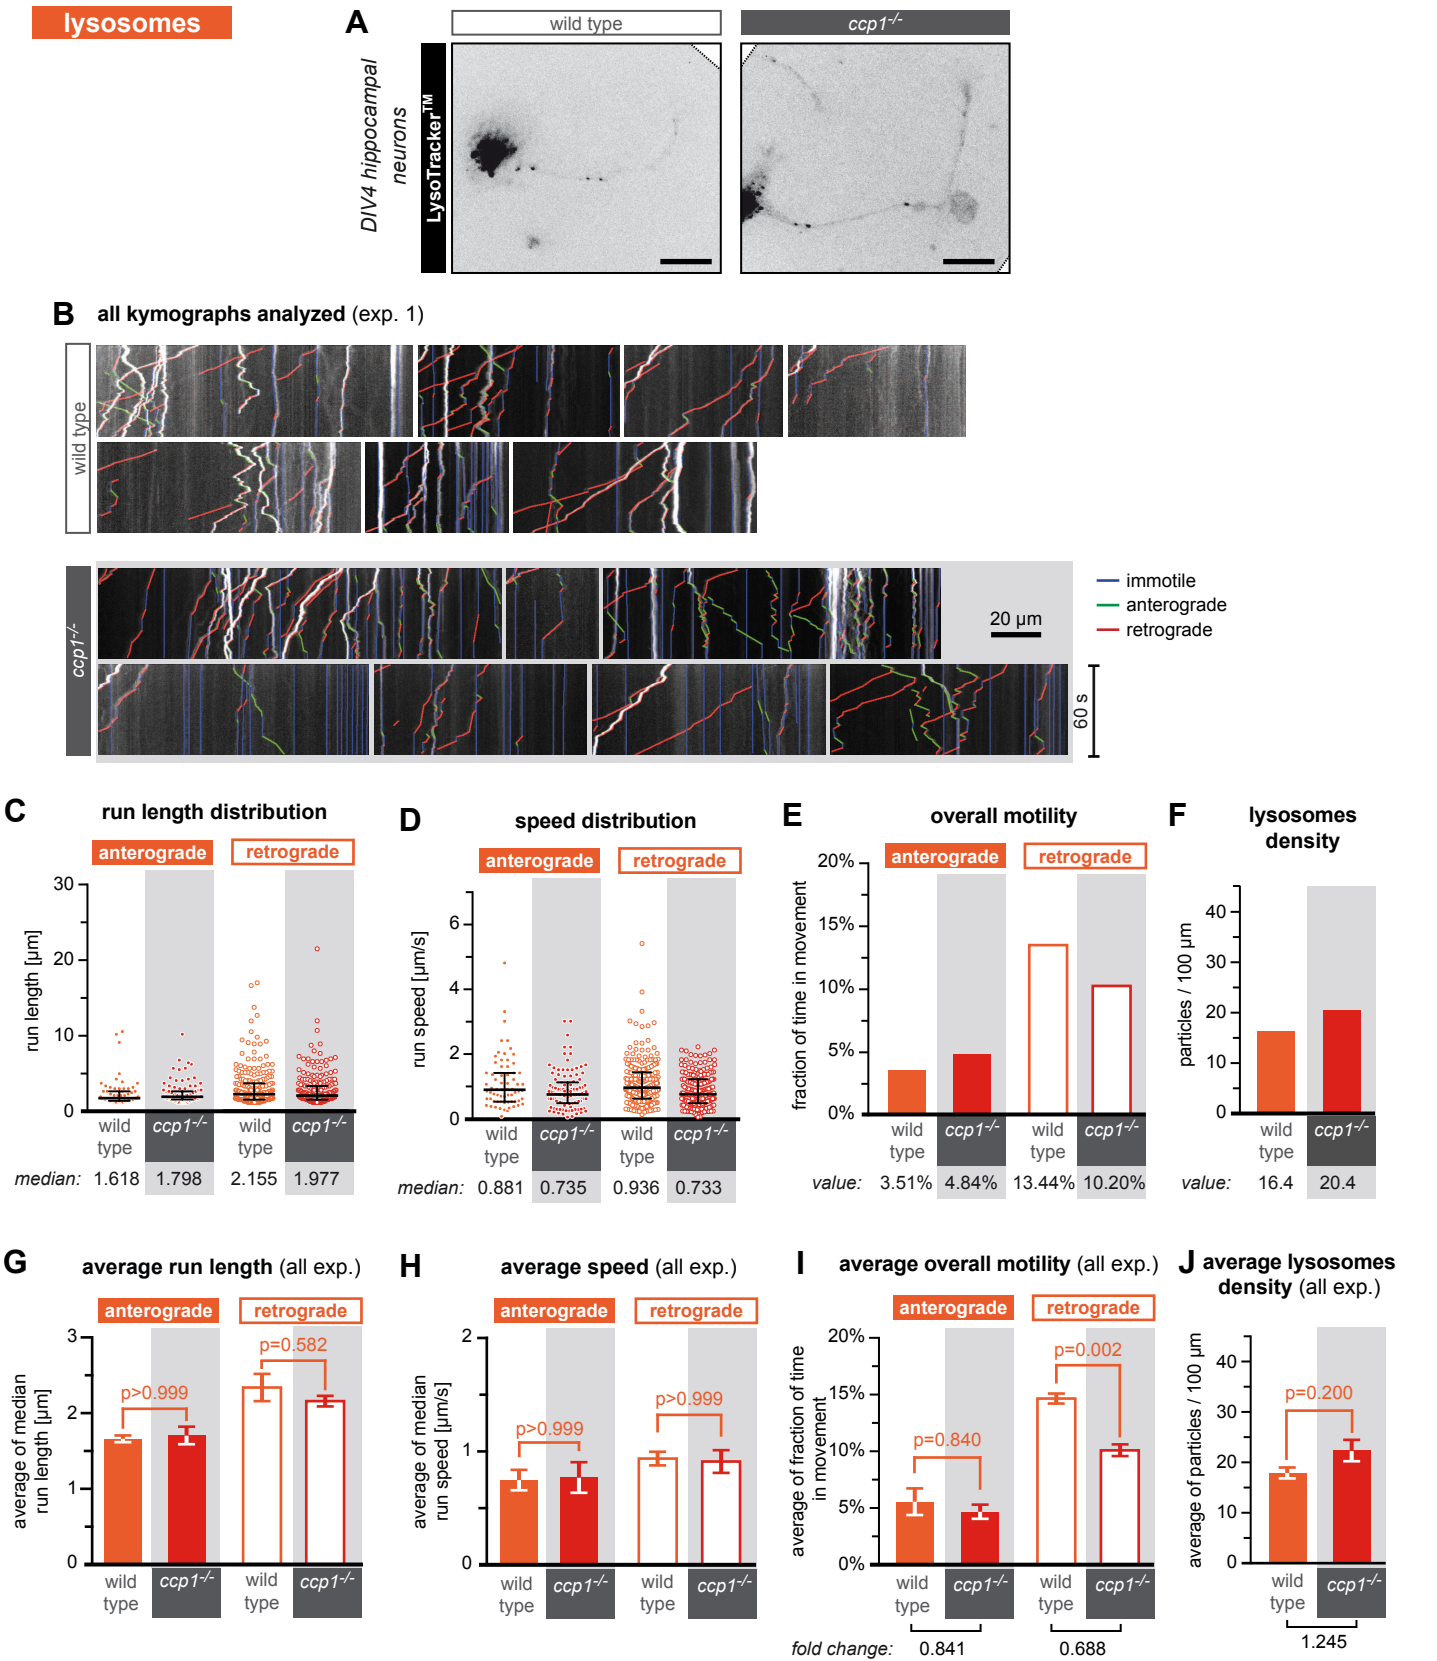 lysosomes
A
wild type
ccp1-/-
DIV4 hippocampal
neurons
LysoTracker™
B all kymographs analyzed (exp. 1)
wild type
ccp1-/-
immotile
anterograde
retrograde
20 µm
60 s
C
run length distribution
anterograde retrograde
run length [µm]
30
20
10
0
wild type
ccp1-/-
wild type
ccp1-/-
median: 1.618 1.798 2.155 1.977
D
speed distribution
anterograde retrograde
run speed [µm/s]
6
4
2
0
wild type
ccp1-/-
wild type
ccp1-/-
median: 0.881 0.735 0.936 0.733
E
overall motility
anterograde retrograde
fraction of time in movement
20%
15%
10%
5%
0%
wild type
ccp1-/-
wild type
ccp1-/-
value: 3.51% 4.84% 13.44% 10.20%
F
lysosomes
density
particles / 100 µm
40
30
20
10
0
wild type
ccp1-/-
value: 16.4 20.4
G
average run length (all exp.)
anterograde retrograde
average of median
run length [µm]
3
2
1
0
p>0.999
p=0.582
wild type
ccp1-/-
wild type
ccp1-/-
H
average speed (all exp.)
anterograde retrograde
average of median
run speed [µm/s]
2
1
0
p>0.999
p>0.999
wild type
ccp1-/-
wild type
ccp1-/-
I
average overall motility (all exp.)
anterograde retrograde
average of fraction of time
in movement
20%
15%
10%
5%
0%
p=0.840
p=0.002
wild type
ccp1-/-
wild type
ccp1-/-
fold change: 0.841 0.688
J
average lysosomes
density (all exp.)
average of particles / 100 µm
40
30
20
10
0
p=0.200
wild type
ccp1-/-
1.245